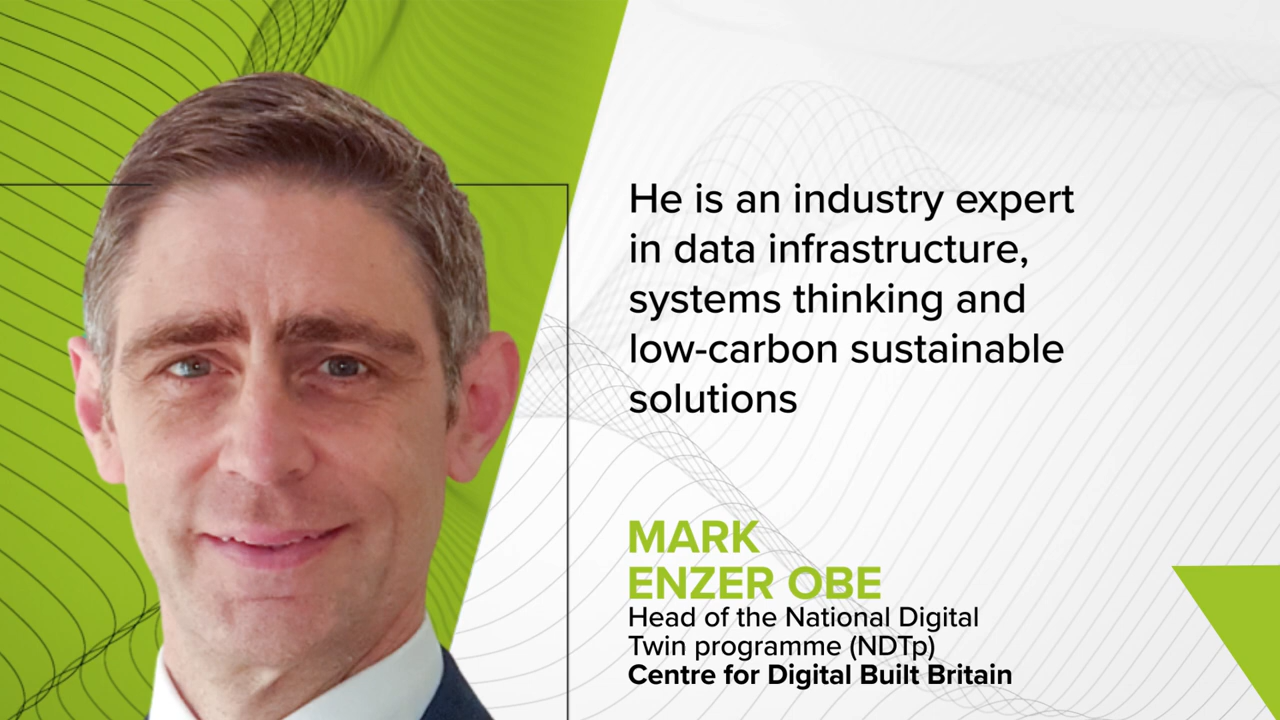 He is an industry expert
in data infrastructure,
systems thinking and
low-carbon sustainable
solutions
MARK
ENZER OBE
Head of the National Digital
Twin programme (NDTp)
Centre for Digital Built Britain